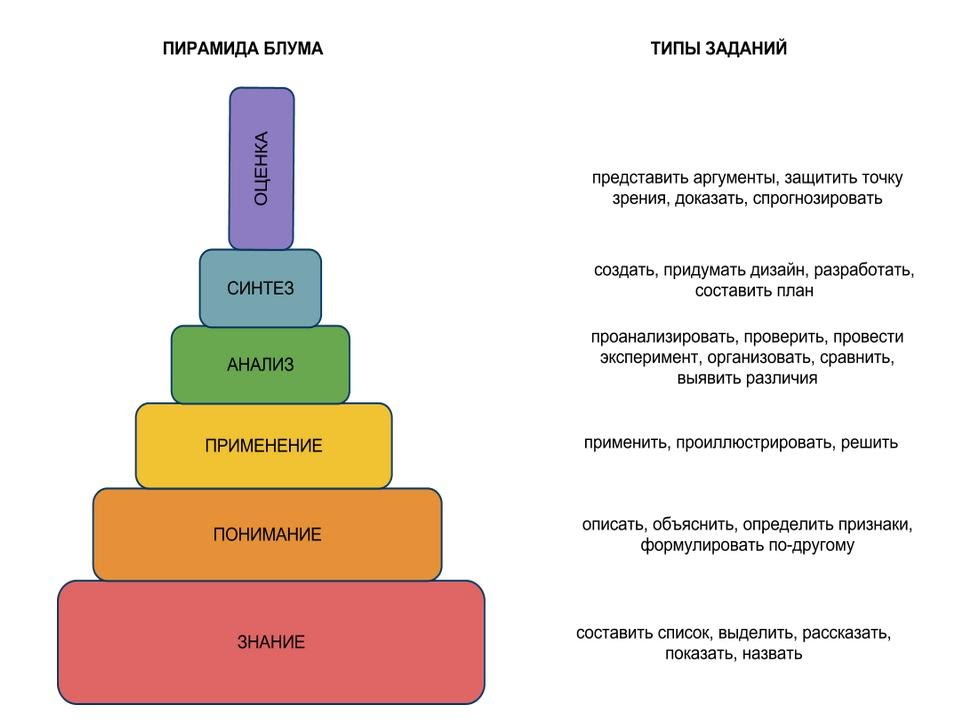 ПИРАМИДА БЛУМА
ТИПЫ ЗАДАНИЙ
ОЦЕНКА
представить аргументы, защитить точку
зрения, доказать, спрогнозировать
СИНТЕЗ
создать, придумать дизайн, разработать,
составить план
АНАЛИЗ
проанализировать, проверить, провести
эксперимент, организовать, сравнить,
выявить различия
ПРИМЕНЕНИЕ
применить, проиллюстрировать, решить
ПОНИМАНИЕ
описать, объяснить, определить признаки,
формулировать по-другому
ЗНАНИЕ
составить список, выделить, рассказать,
показать, назвать